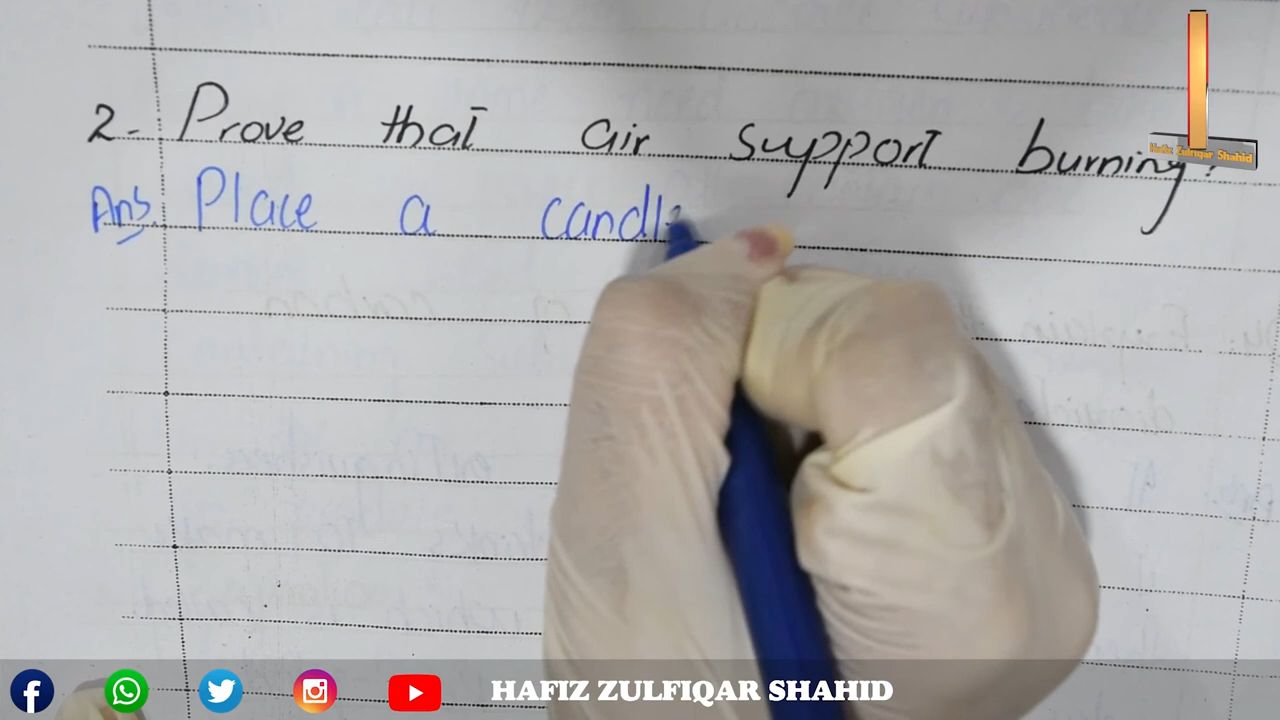 2. Prove that air support burning?
Ans. Place a candl
Hafiz Zulfiqar Shahid
HAFIZ ZULFIQAR SHAHID